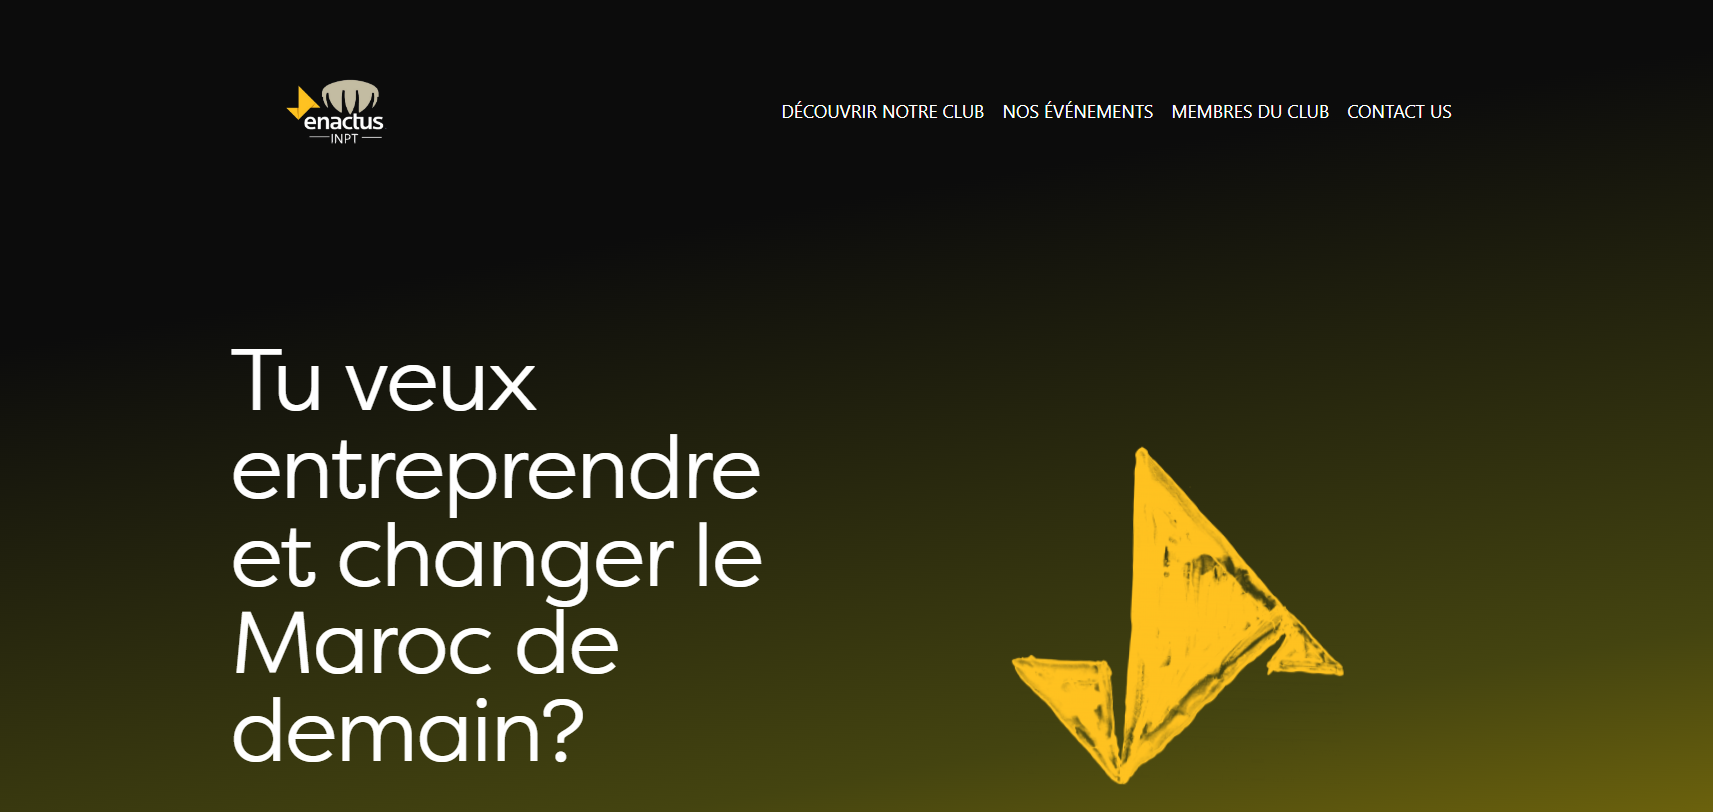 enactus
INPT
DÉCOUVRIR NOTRE CLUB NOS ÉVÉNEMENTS MEMBRES DU CLUB CONTACT US
Tu veux
entreprendre
et changer le
Maroc de
demain?